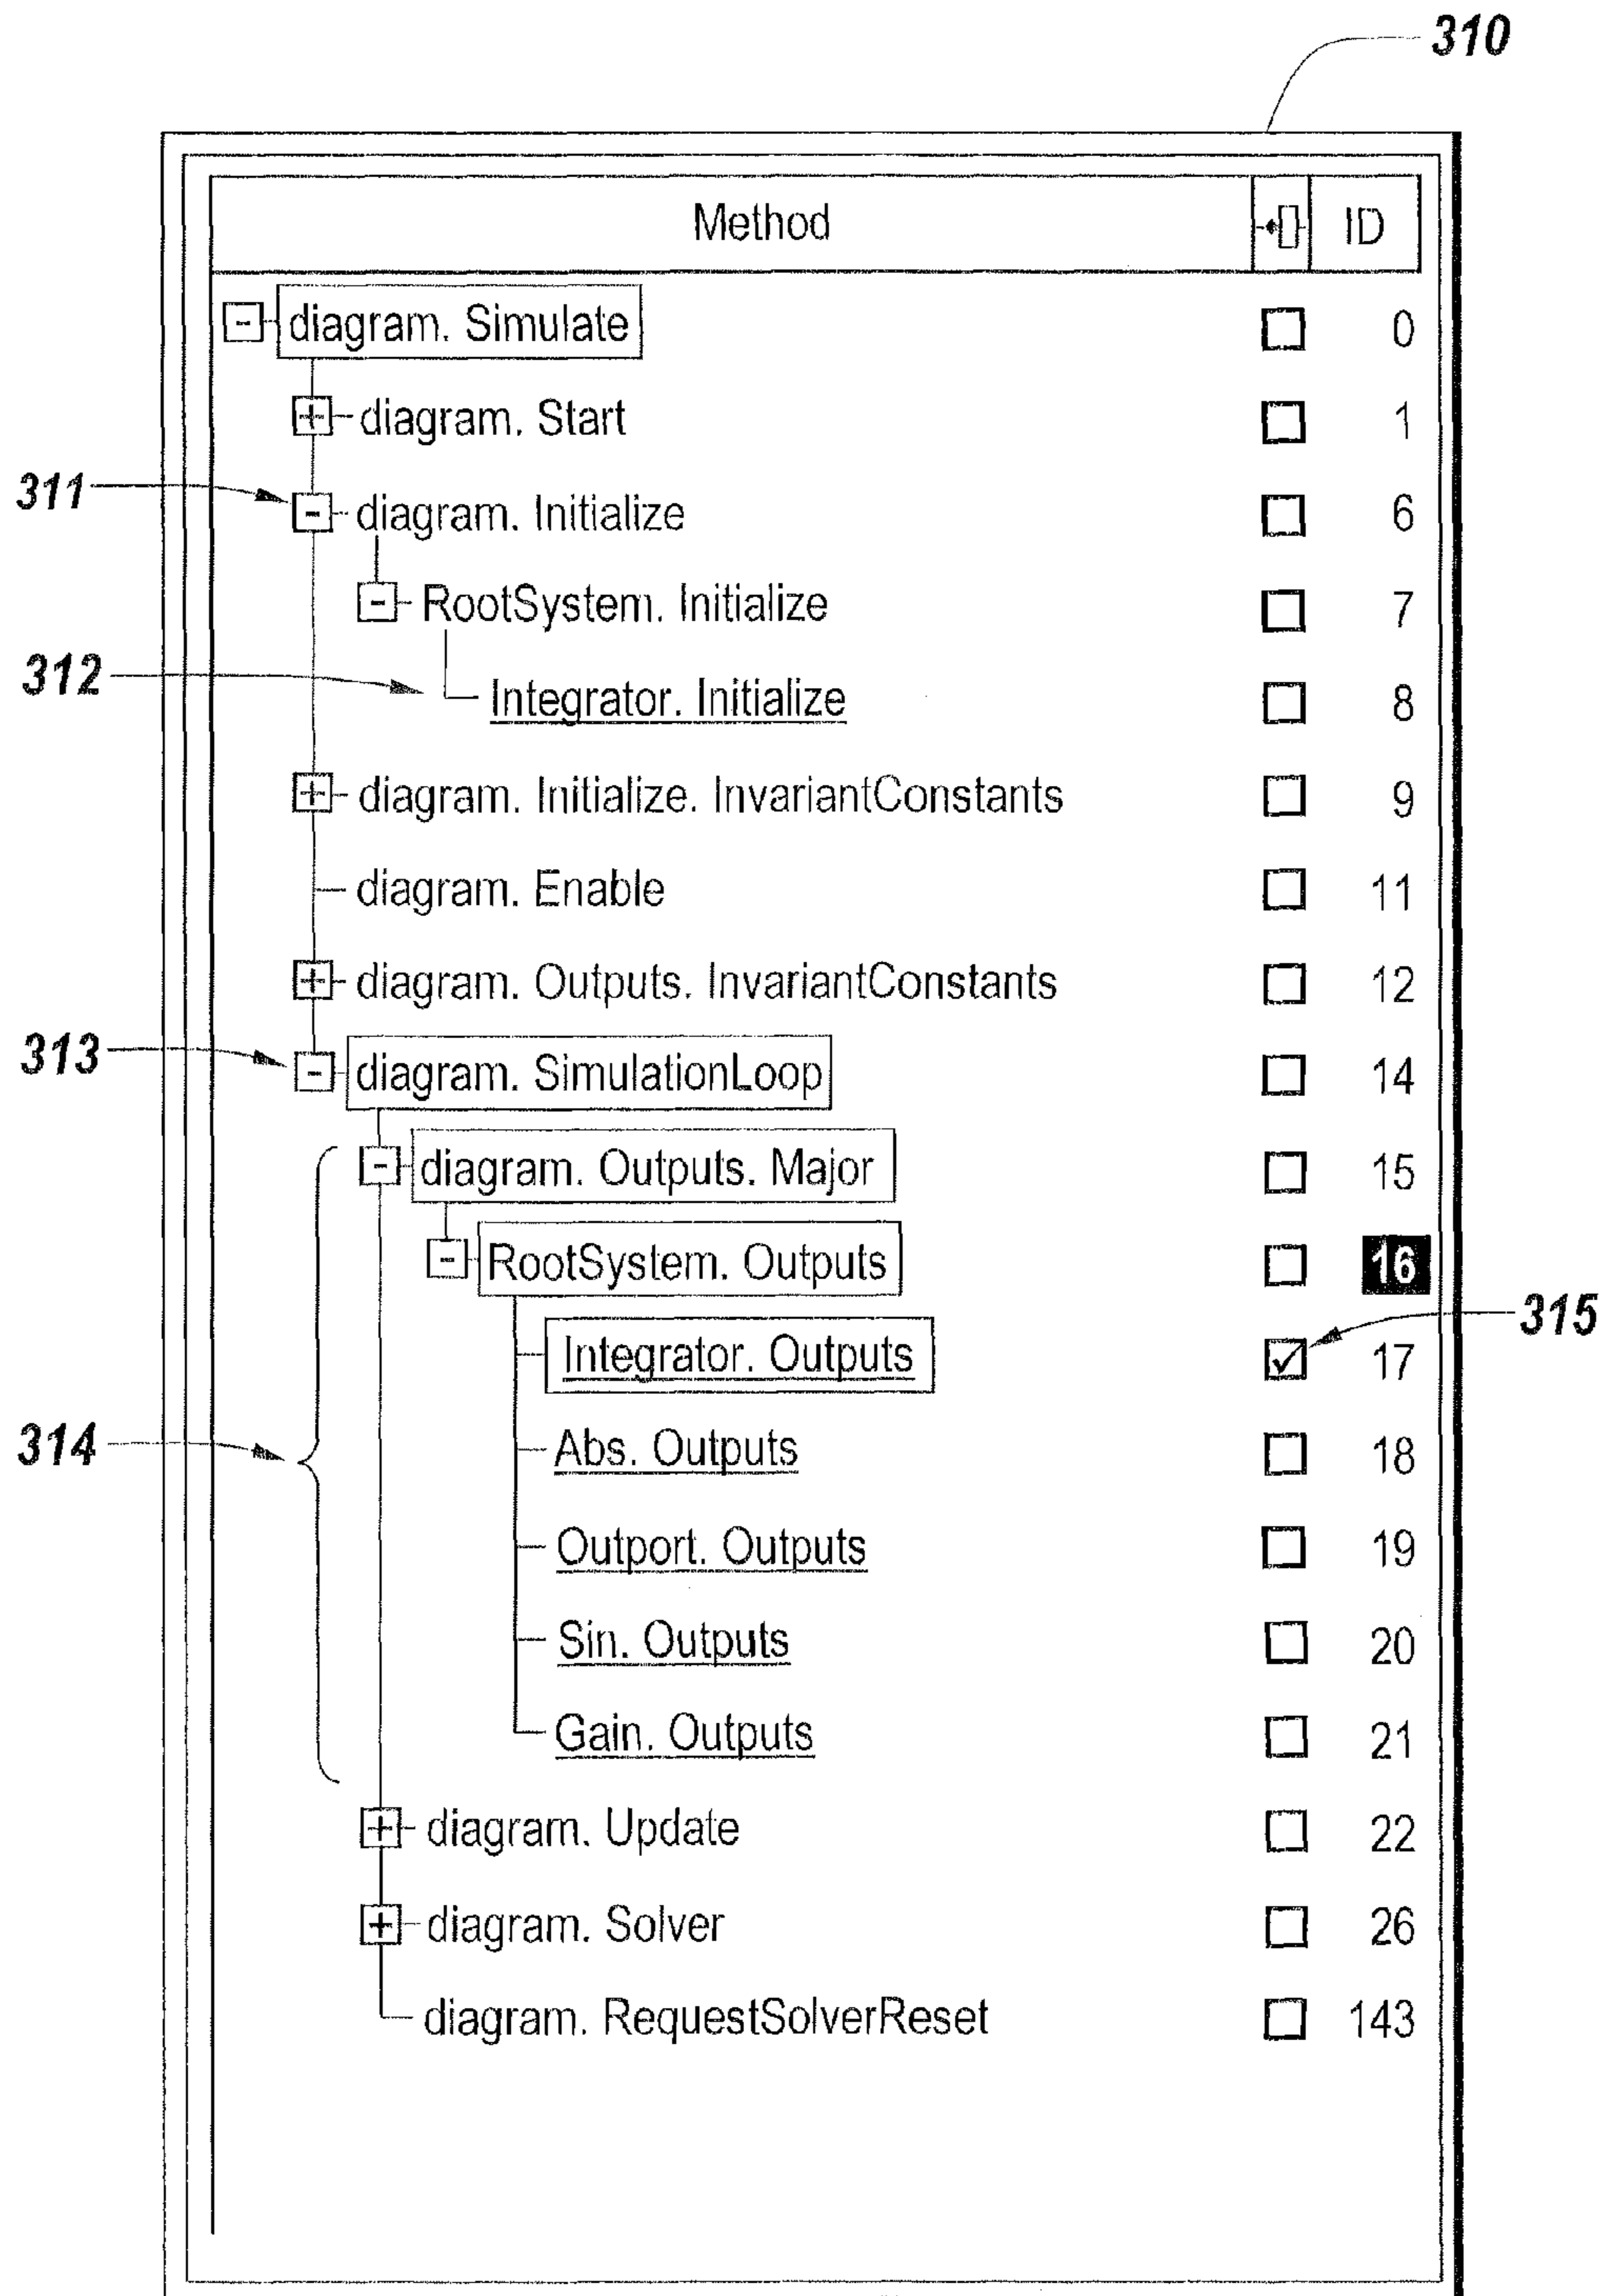 310
Method ID
diagram. Simulate 0
diagram. Start 1
311 diagram. Initialize 6
RootSystem. Initialize 7
312 Integrator. Initialize 8
diagram. Initialize. InvariantConstants 9
diagram. Enable 11
diagram. Outputs. InvariantConstants 12
313 diagram. SimulationLoop 14
diagram. Outputs. Major 15
RootSystem. Outputs 16
315
Integrator. Outputs 17
314 Abs. Outputs 18
Outport. Outputs 19
Sin. Outputs 20
Gain. Outputs 21
diagram. Update 22
diagram. Solver 26
diagram. RequestSolverReset 143